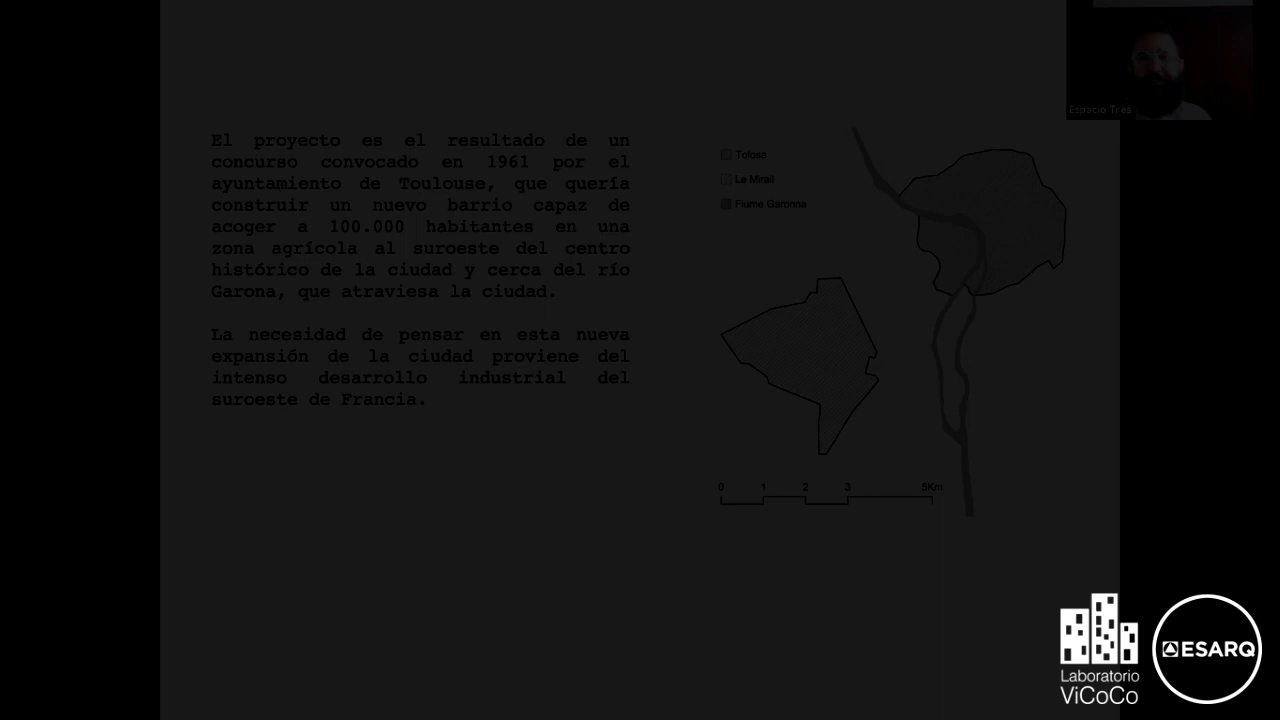 Espacio Tres
El proyecto es el resultado de un
concurso convocado en 1961 por el
ayuntamiento de Toulouse, que quería
construir un nuevo barrio capaz de
acoger a 100.000 habitantes en una
zona agrícola al suroeste del centro
histórico de la ciudad y cerca del río
Garona, que atraviesa la ciudad.
La necesidad de pensar en esta nueva
expansión de la ciudad proviene del
intenso desarrollo industrial del
suroeste de Francia.
Tolosa
Le Mirail
Fiume Garonna
0 1 2 3 5Km
Laboratorio
ViCoCo
ESARQ